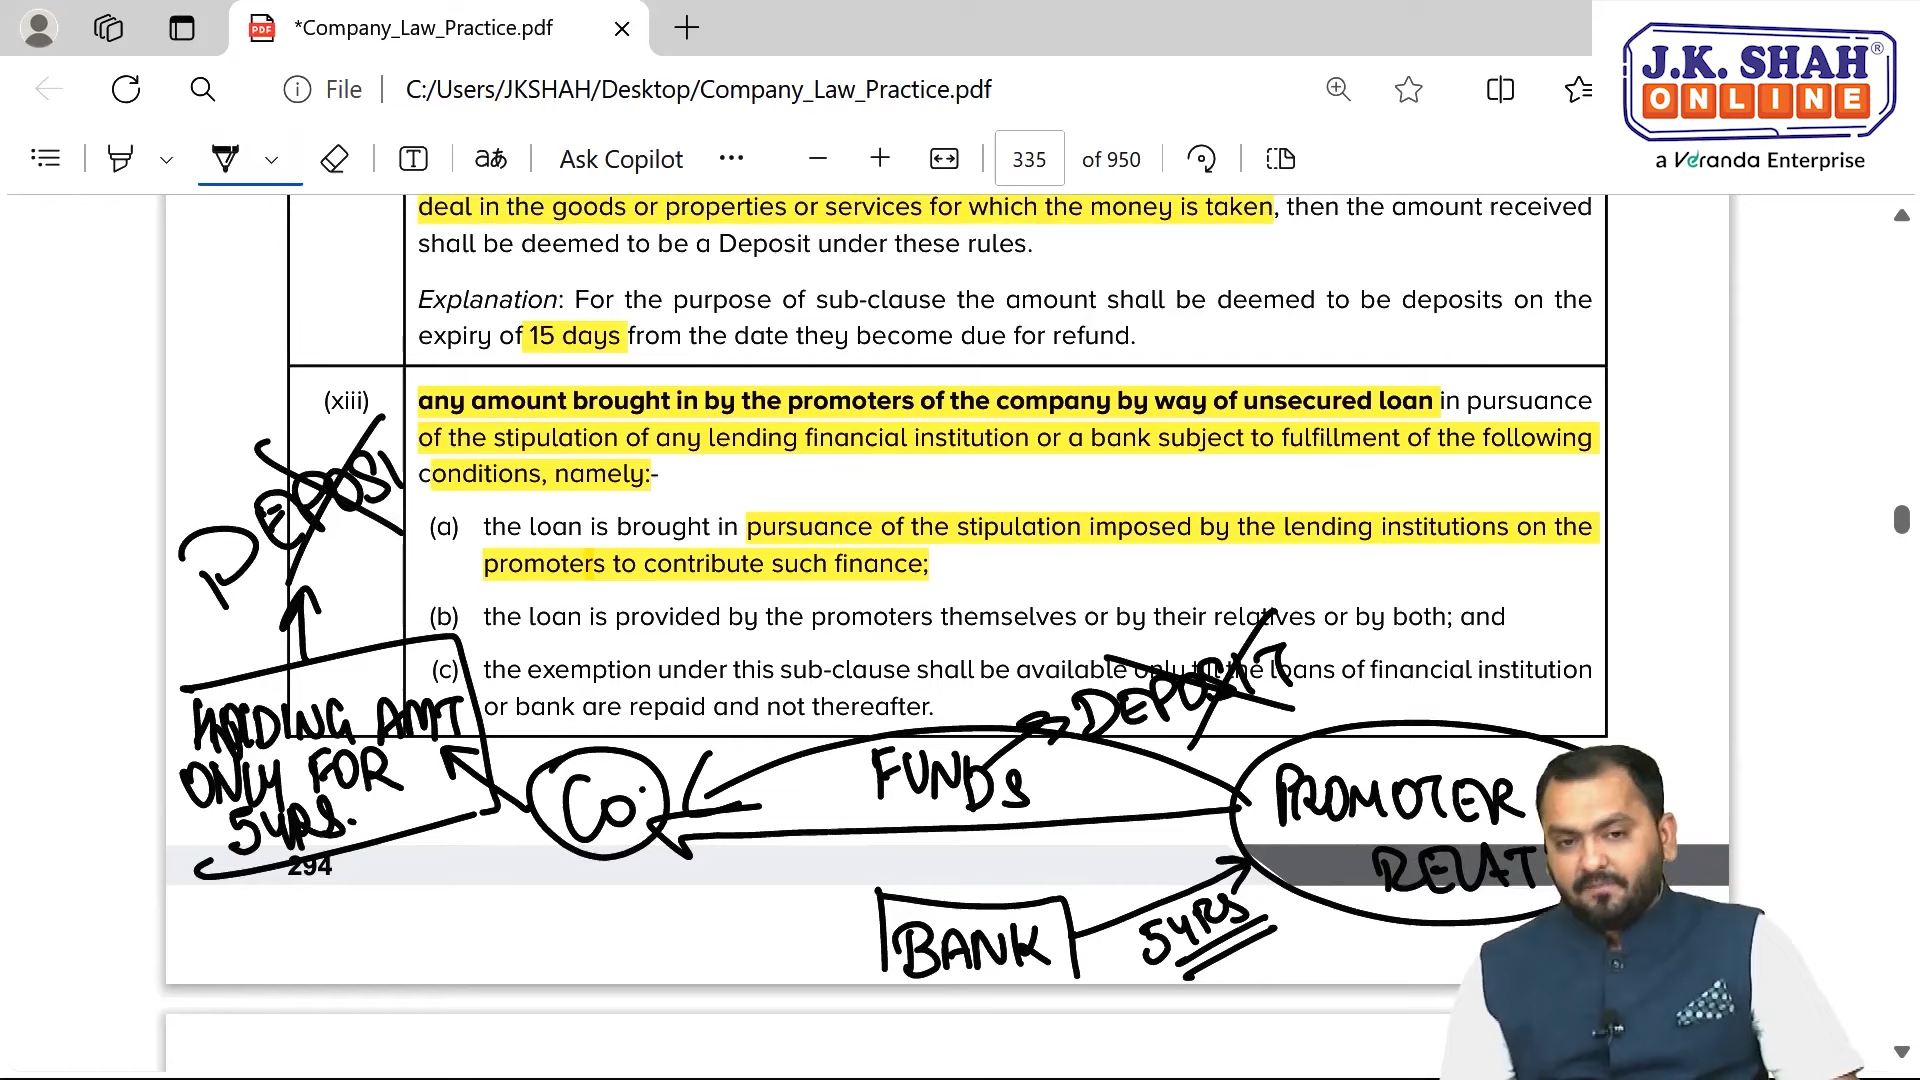 *Company_Law_Practice.pdf
File
C:/Users/JKSHAH/Desktop/Company_Law_Practice.pdf
J.K. SHAH®
ONLINE
a Veranda Enterprise
Ask Copilot
335 of 950
deal in the goods or properties or services for which the money is taken, then the amount received
shall be deemed to be a Deposit under these rules.
Explanation: For the purpose of sub-clause the amount shall be deemed to be deposits on the
expiry of 15 days from the date they become due for refund.
(xiii) any amount brought in by the promoters of the company by way of unsecured loan in pursuance
of the stipulation of any lending financial institution or a bank subject to fulfillment of the following
conditions, namely:-
(a) the loan is brought in pursuance of the stipulation imposed by the lending institutions on the
promoters to contribute such finance;
(b) the loan is provided by the promoters themselves or by their relatives or by both; and
(c) the exemption under this sub-clause shall be available only till the loans of financial institution
or bank are repaid and not thereafter.
DEPOSI
DEPOSIT
HOLDING AMT
ONLY FOR
5 YRS.
Co.
FUNDS
PROMOTER
RELAT
294
BANK
5 YRS